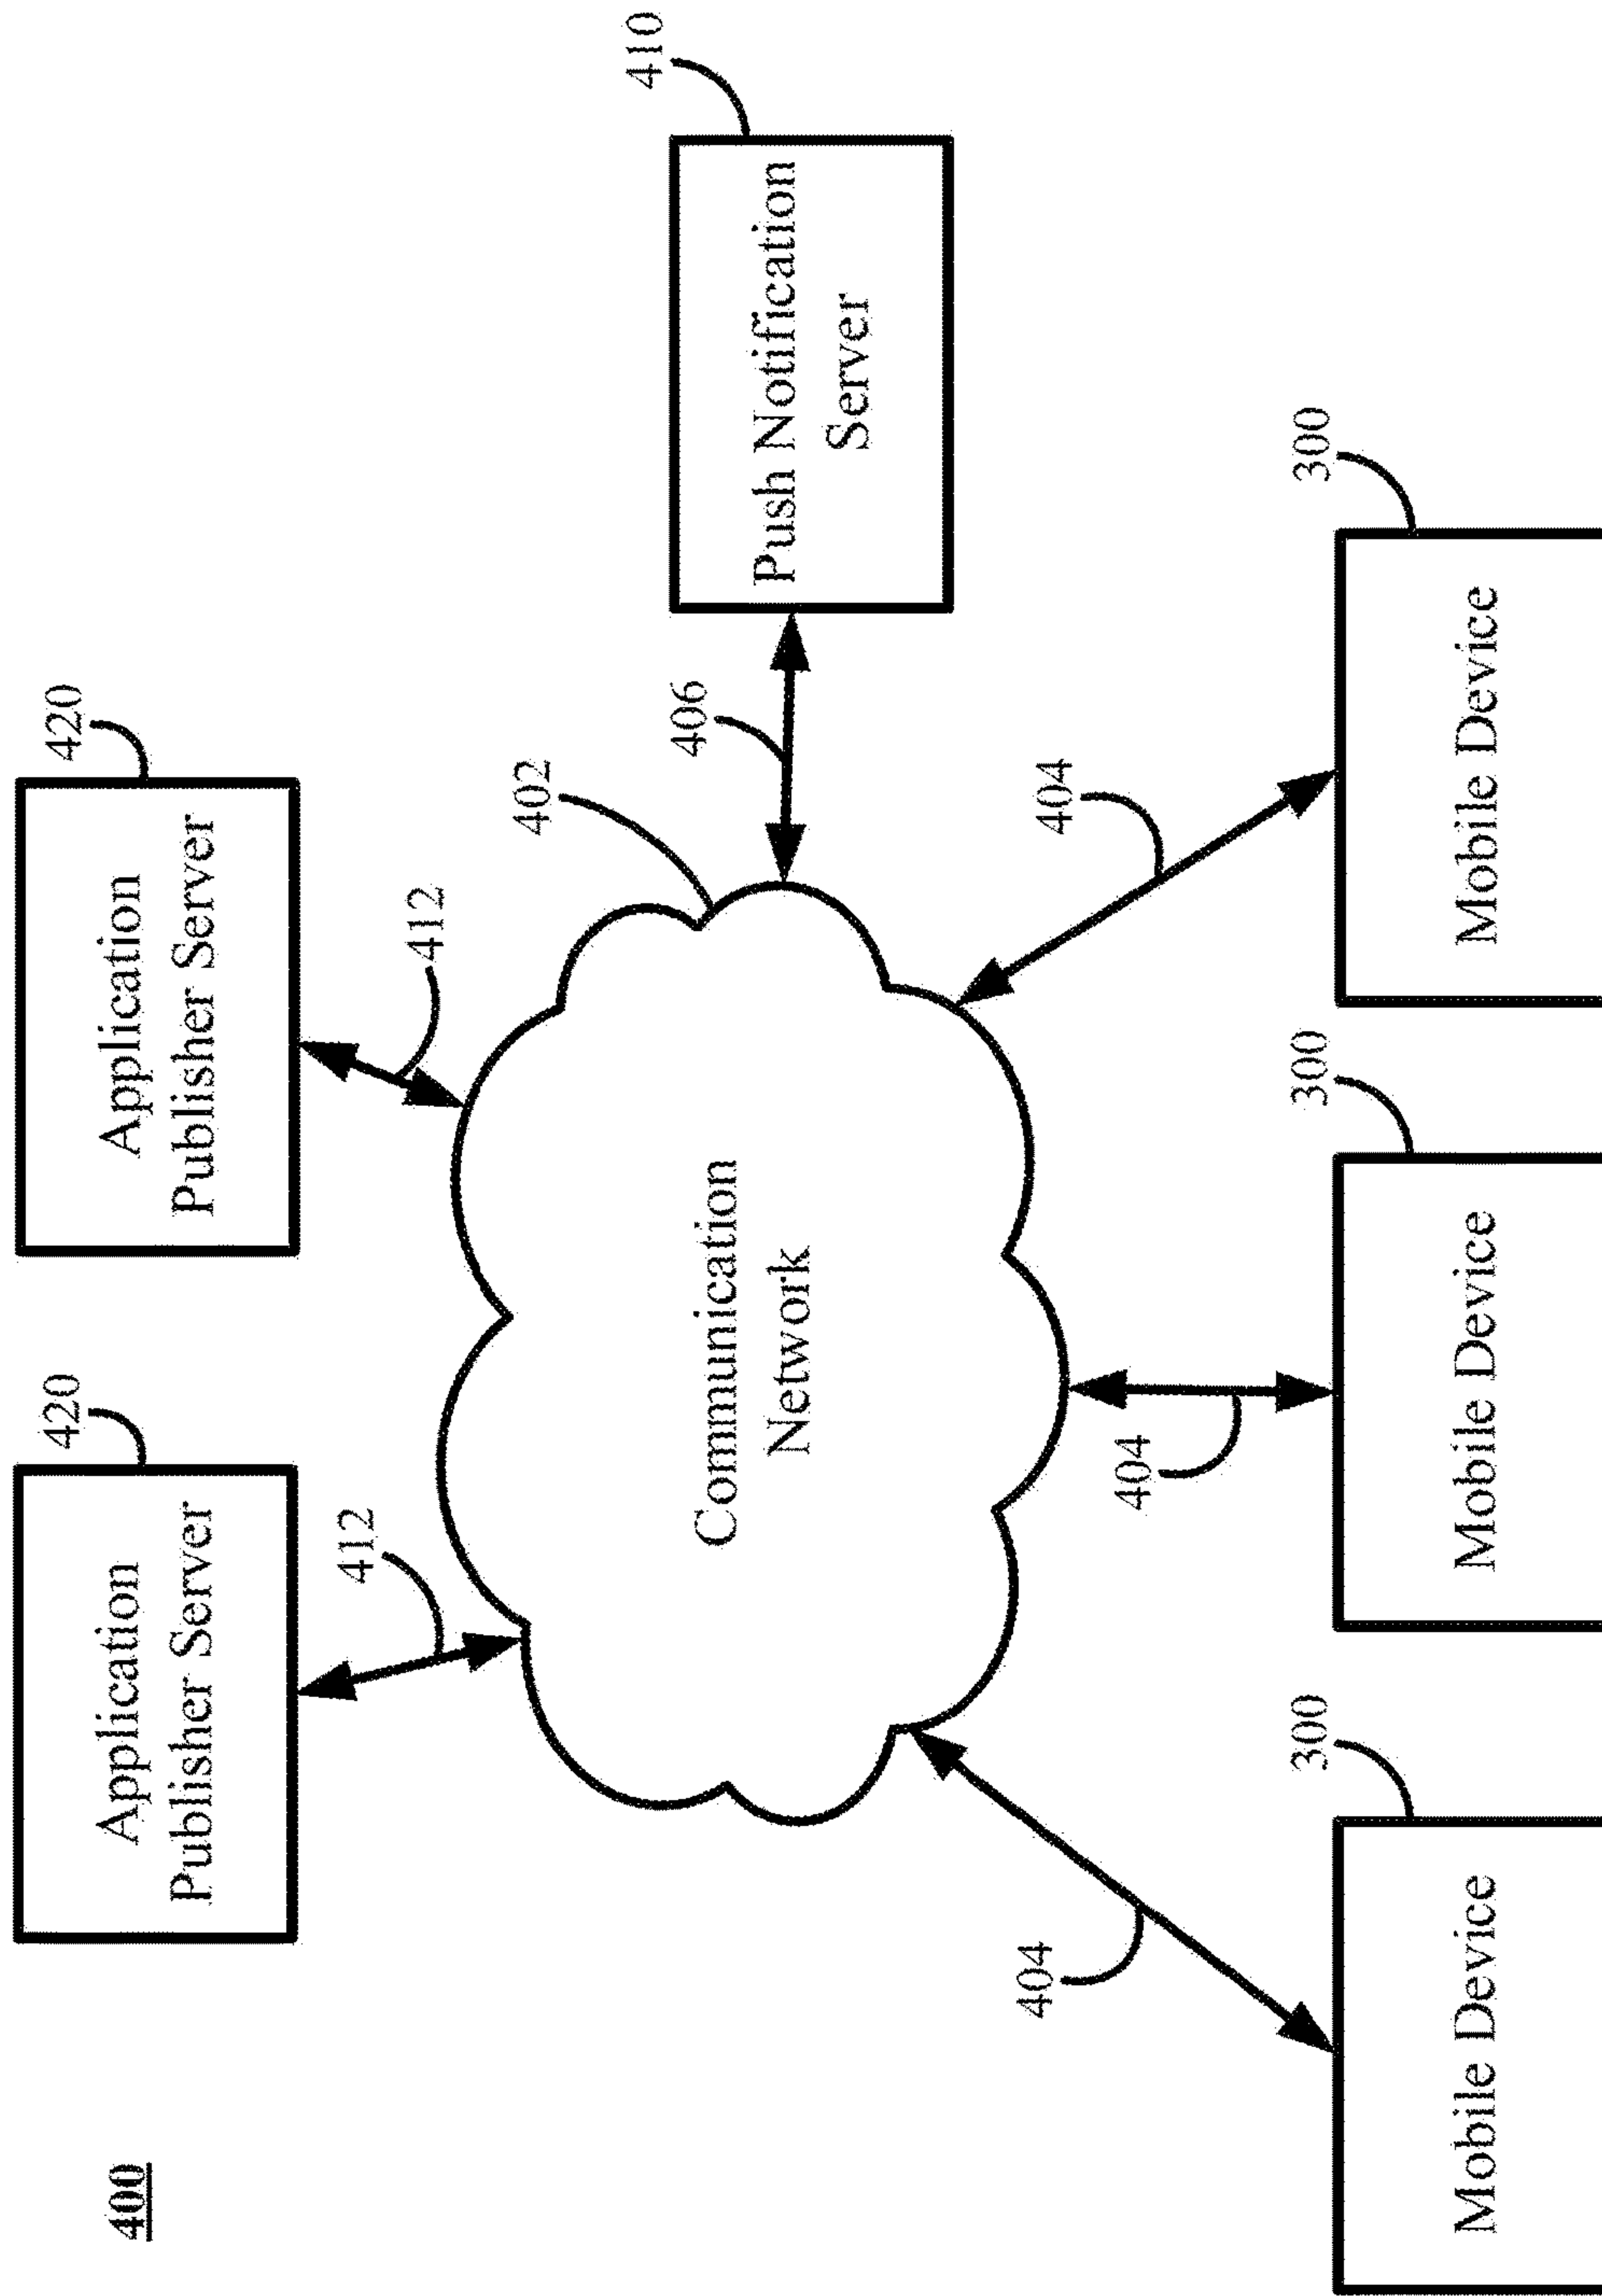 400
420
Application
Publisher Server
420
Application
Publisher Server
412
412
402
410
406
Communication
Network
Push Notification
Server
404
404
404
300
300
300
Mobile Device
Mobile Device
Mobile Device